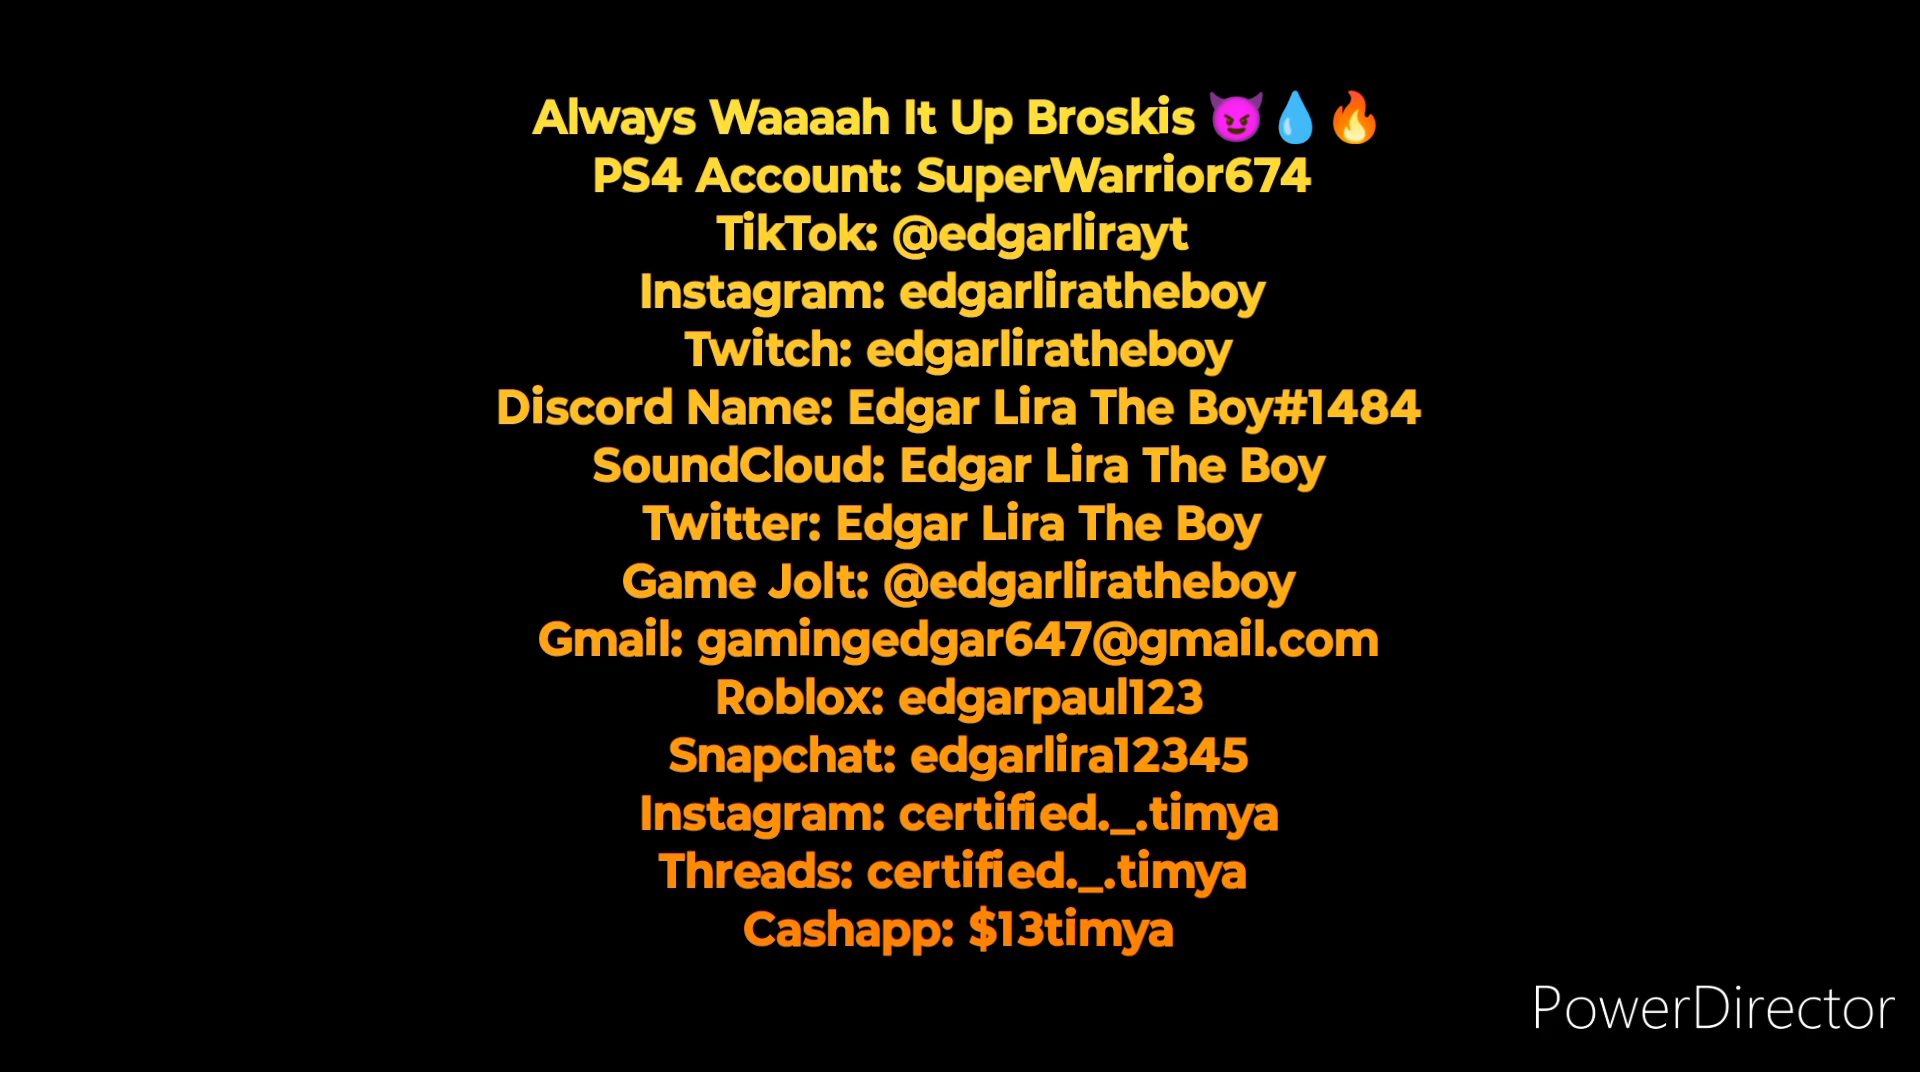 Always Waaaah It Up Broskis 😈💧🔥
PS4 Account: SuperWarrior674
TikTok: @edgarlirayt
Instagram: edgarliratheboy
Twitch: edgarliratheboy
Discord Name: Edgar Lira The Boy#1484
SoundCloud: Edgar Lira The Boy
Twitter: Edgar Lira The Boy
Game Jolt: @edgarliratheboy
Gmail: gamingedgar647@gmail.com
Roblox: edgarpaul123
Snapchat: edgarlira12345
Instagram: certified._.timya
Threads: certified._.timya
Cashapp: $13timya
PowerDirector